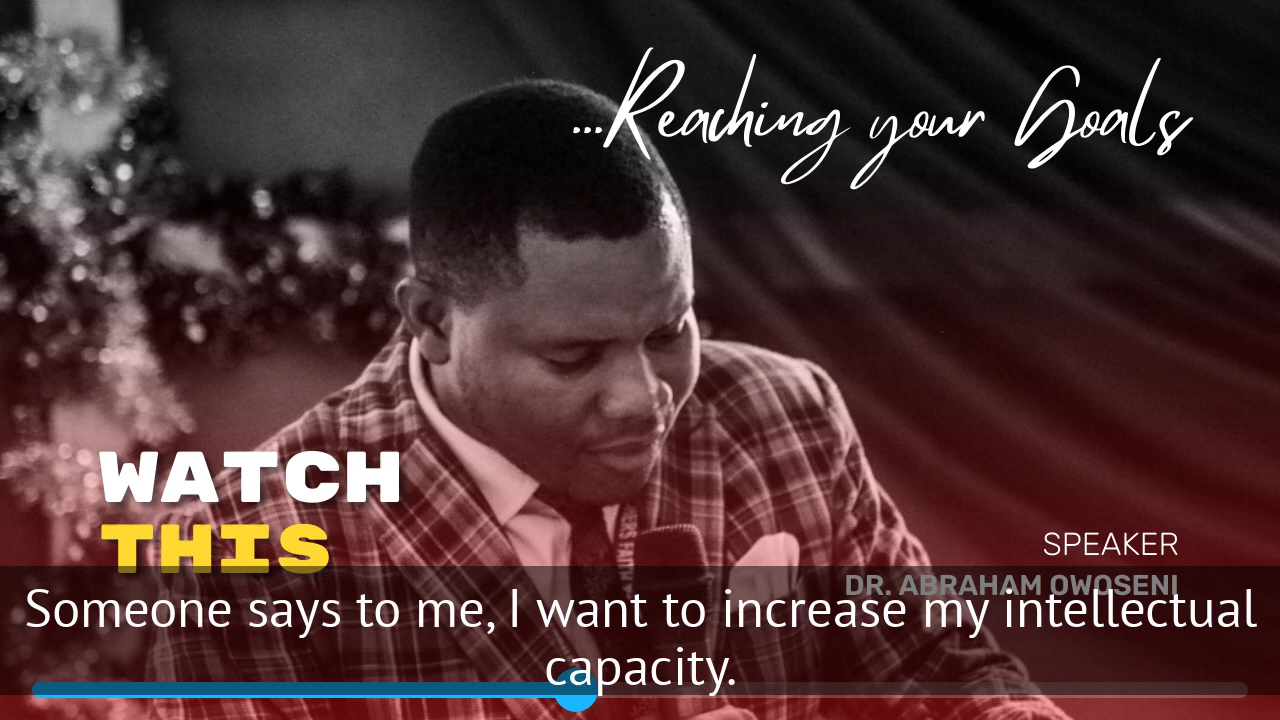 ...Reaching your Goals
WATCH
THIS
SPEAKER
DR. ABRAHAM OWOSENI
Someone says to me, I want to increase my intellectual
capacity.